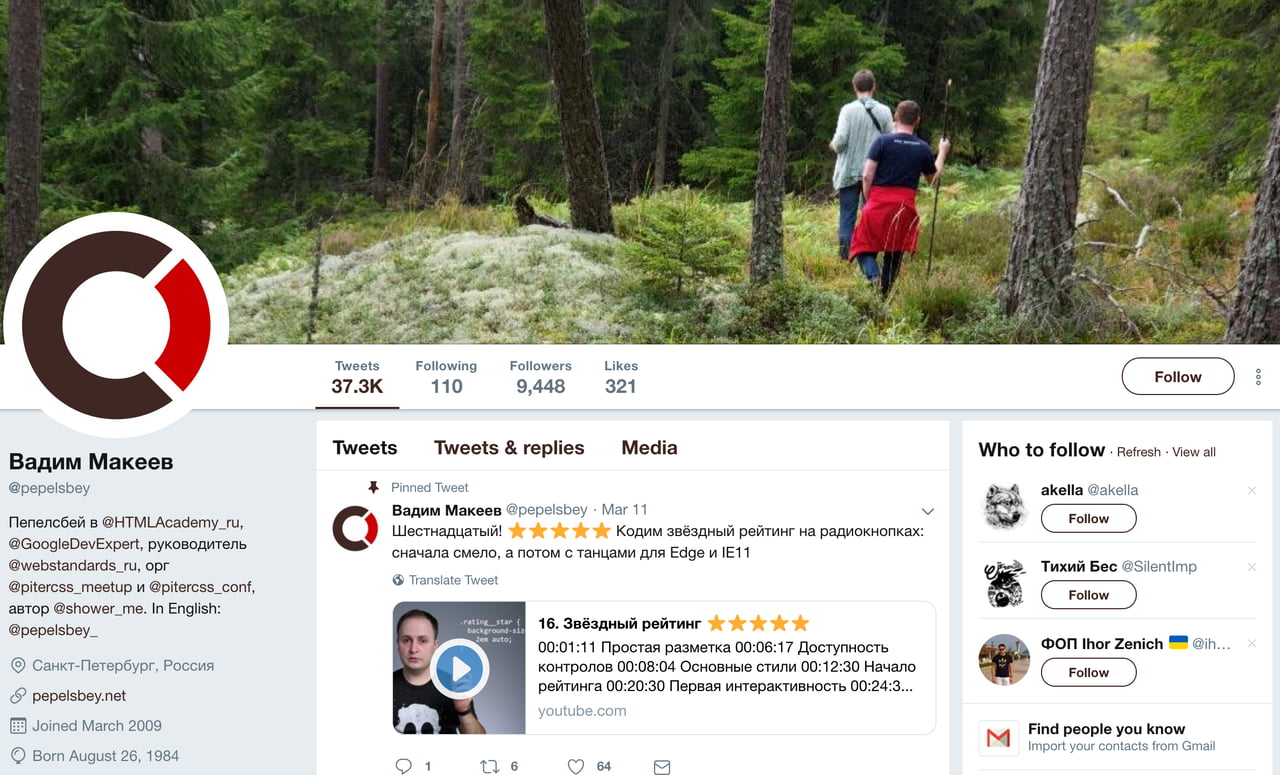 Tweets
37.3K
Following
110
Followers
9,448
Likes
321
Follow
Вадим Макеев
@pepelsbey
Пепелсбей в @HTMLAcademy_ru,
@GoogleDevExpert, руководитель
@webstandards_ru, орг
@pitercss_meetup и @pitercss_conf,
автор @shower_me. In English:
@pepelsbey_
Санкт-Петербург, Россия
pepelsbey.net
Joined March 2009
Born August 26, 1984
Tweets Tweets & replies Media
Pinned Tweet
Вадим Макеев @pepelsbey · Mar 11
Шестнадцатый! ⭐⭐⭐⭐⭐ Кодим звёздный рейтинг на радиокнопках:
сначала смело, а потом с танцами для Edge и IE11
Translate Tweet
.rating__star {
background-siz
2em auto;
16. Звёздный рейтинг ⭐⭐⭐⭐⭐
00:01:11 Простая разметка 00:06:17 Доступность
контролов 00:08:04 Основные стили 00:12:30 Начало
рейтинга 00:20:30 Первая интерактивность 00:24:3...
youtube.com
1 6 64
Who to follow · Refresh · View all
akella @akella
Follow
Тихий Бес @SilentImp
Follow
ФОП Ihor Zenich 🇺🇦 @ih...
Follow
Find people you know
Import your contacts from Gmail